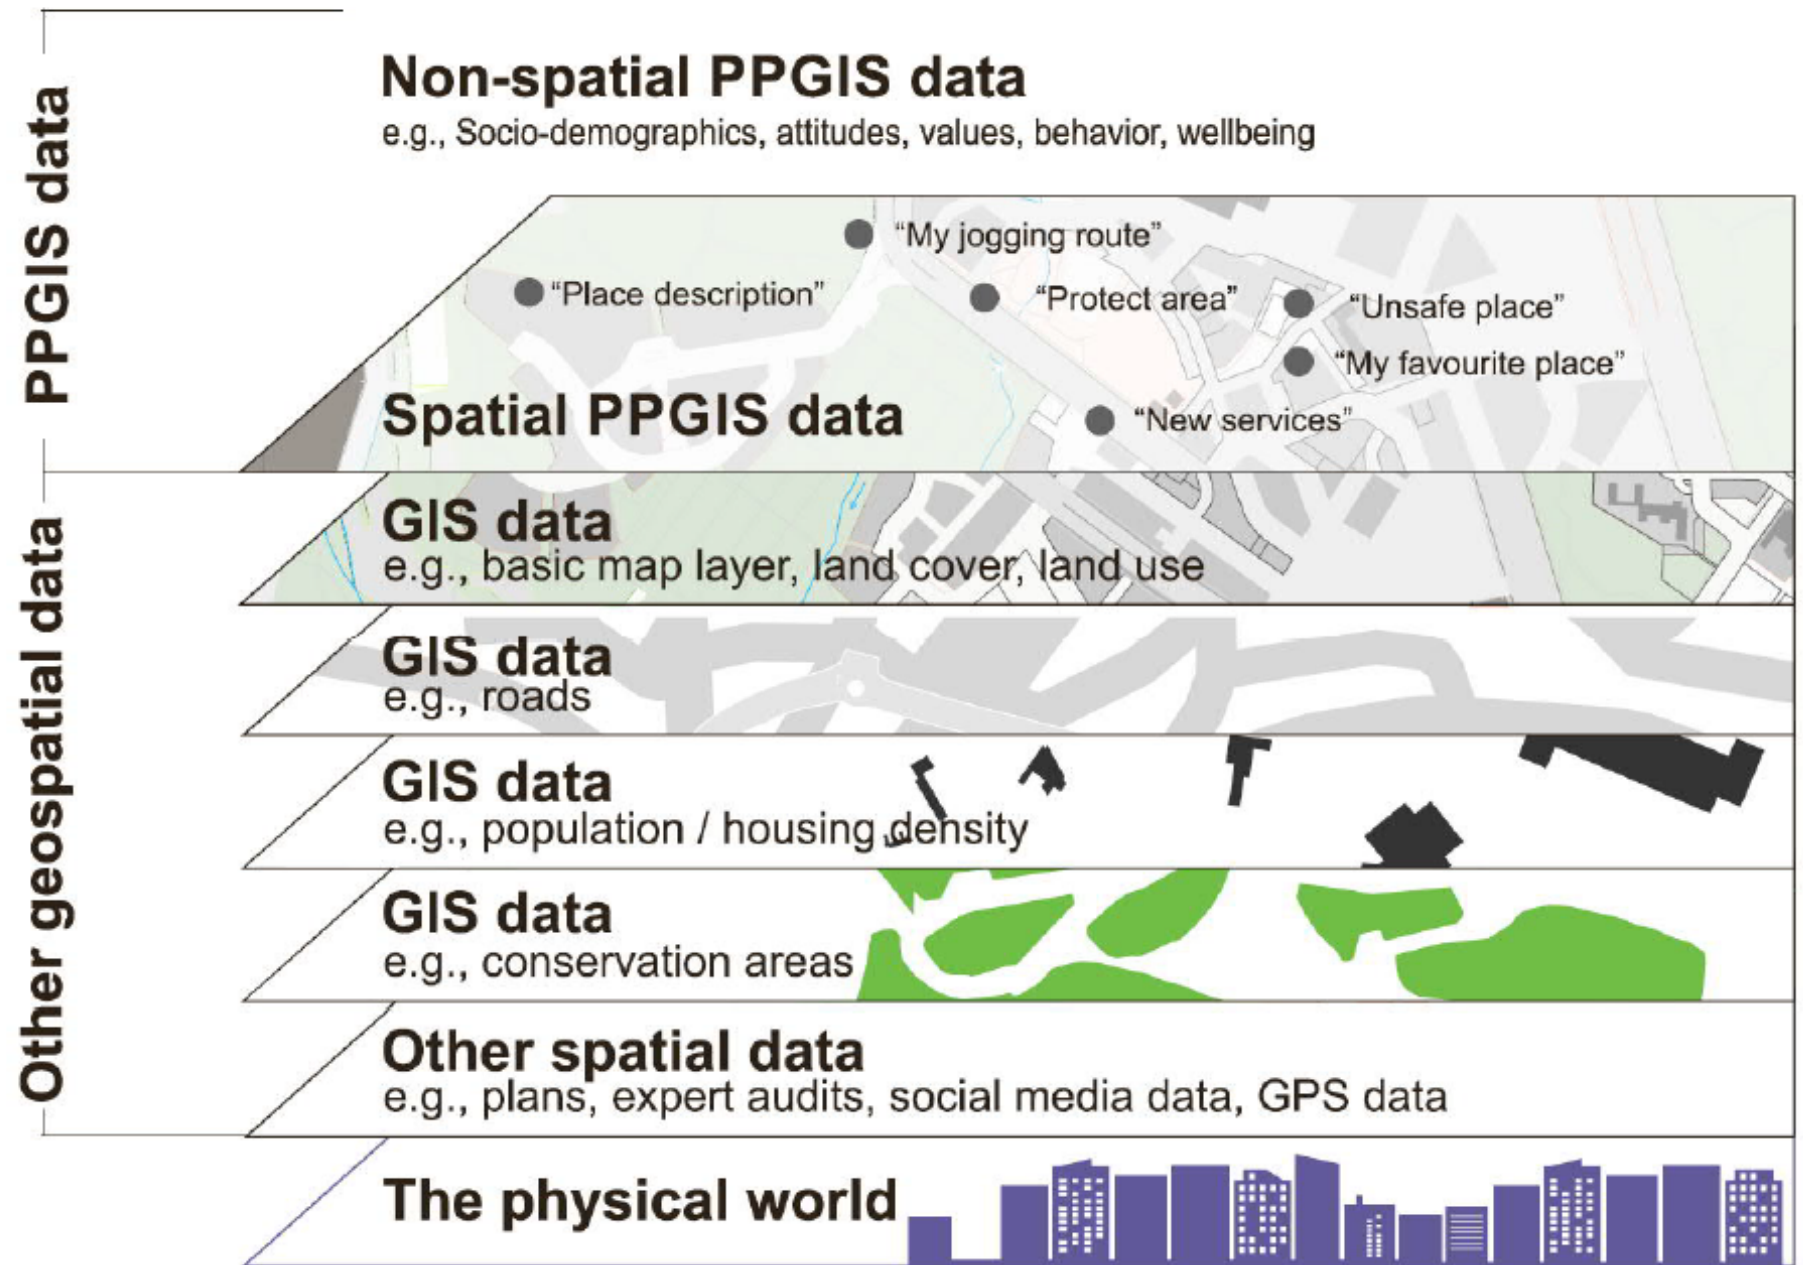 PPGIS data
Non-spatial PPGIS data
e.g., Socio-demographics, attitudes, values, behavior, wellbeing
“My jogging route”
“Place description”
“Protect area”
“Unsafe place”
“My favourite place”
Spatial PPGIS data
“New services”
Other geospatial data
GIS data
e.g., basic map layer, land cover, land use
GIS data
e.g., roads
GIS data
e.g., population / housing density
GIS data
e.g., conservation areas
Other spatial data
e.g., plans, expert audits, social media data, GPS data
The physical world